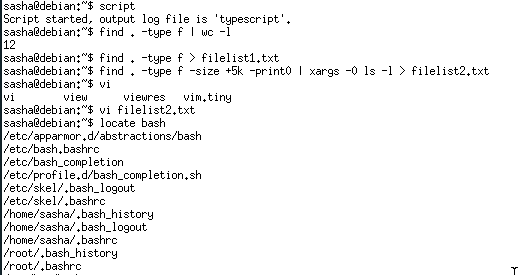 sasha@debian:~$ script
Script started, output log file is 'typescript'.
sasha@debian:~$ find . -type f | wc -l
12
sasha@debian:~$ find . -type f > filelist1.txt
sasha@debian:~$ find . -type f -size +5k -print0 | xargs -0 ls -l > filelist2.txt
sasha@debian:~$ vi
vi view viewres vim.tiny
sasha@debian:~$ vi filelist2.txt
sasha@debian:~$ locate bash
/etc/apparmor.d/abstractions/bash
/etc/bash.bashrc
/etc/bash_completion
/etc/profile.d/bash_completion.sh
/etc/skel/.bash_logout
/etc/skel/.bashrc
/home/sasha/.bash_history
/home/sasha/.bash_logout
/home/sasha/.bashrc
/root/.bash_history
/root/.bashrc